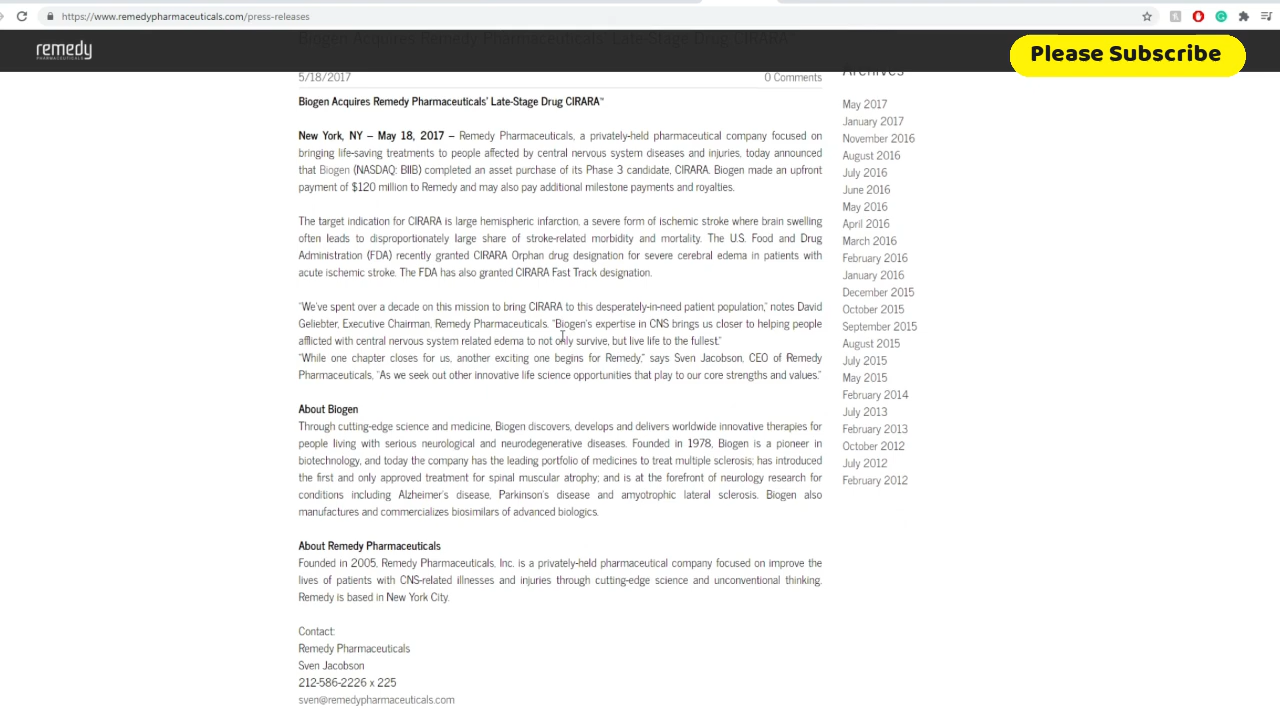 https://www.remedypharmaceuticals.com/press-releases
remedy
PHARMACEUTICALS
Please Subscribe
Biogen Acquires Remedy Pharmaceuticals' Late-Stage Drug CIRARA
5/18/2017
0 Comments
Biogen Acquires Remedy Pharmaceuticals' Late-Stage Drug CIRARA™
New York, NY – May 18, 2017 – Remedy Pharmaceuticals, a privately-held pharmaceutical company focused on
bringing life-saving treatments to people affected by central nervous system diseases and injuries, today announced
that Biogen (NASDAQ: BIIB) completed an asset purchase of its Phase 3 candidate, CIRARA. Biogen made an upfront
payment of $120 million to Remedy and may also pay additional milestone payments and royalties.
The target indication for CIRARA is large hemispheric infarction, a severe form of ischemic stroke where brain swelling
often leads to disproportionately large share of stroke-related morbidity and mortality. The U.S. Food and Drug
Administration (FDA) recently granted CIRARA Orphan drug designation for severe cerebral edema in patients with
acute ischemic stroke. The FDA has also granted CIRARA Fast Track designation.
"We've spent over a decade on this mission to bring CIRARA to this desperately-in-need patient population," notes David
Geliebter, Executive Chairman, Remedy Pharmaceuticals. "Biogen's expertise in CNS brings us closer to helping people
afflicted with central nervous system related edema to not only survive, but live life to the fullest."
"While one chapter closes for us, another exciting one begins for Remedy," says Sven Jacobson, CEO of Remedy
Pharmaceuticals, "As we seek out other innovative life science opportunities that play to our core strengths and values."
About Biogen
Through cutting-edge science and medicine, Biogen discovers, develops and delivers worldwide innovative therapies for
people living with serious neurological and neurodegenerative diseases. Founded in 1978, Biogen is a pioneer in
biotechnology, and today the company has the leading portfolio of medicines to treat multiple sclerosis; has introduced
the first and only approved treatment for spinal muscular atrophy; and is at the forefront of neurology research for
conditions including Alzheimer's disease, Parkinson's disease and amyotrophic lateral sclerosis. Biogen also
manufactures and commercializes biosimilars of advanced biologics.
About Remedy Pharmaceuticals
Founded in 2005, Remedy Pharmaceuticals, Inc. is a privately-held pharmaceutical company focused on improve the
lives of patients with CNS-related illnesses and injuries through cutting-edge science and unconventional thinking.
Remedy is based in New York City.
Contact:
Remedy Pharmaceuticals
Sven Jacobson
212-586-2226 x 225
sven@remedypharmaceuticals.com
Archives
May 2017
January 2017
November 2016
August 2016
July 2016
June 2016
May 2016
April 2016
March 2016
February 2016
January 2016
December 2015
October 2015
September 2015
August 2015
July 2015
May 2015
February 2014
July 2013
February 2013
October 2012
July 2012
February 2012